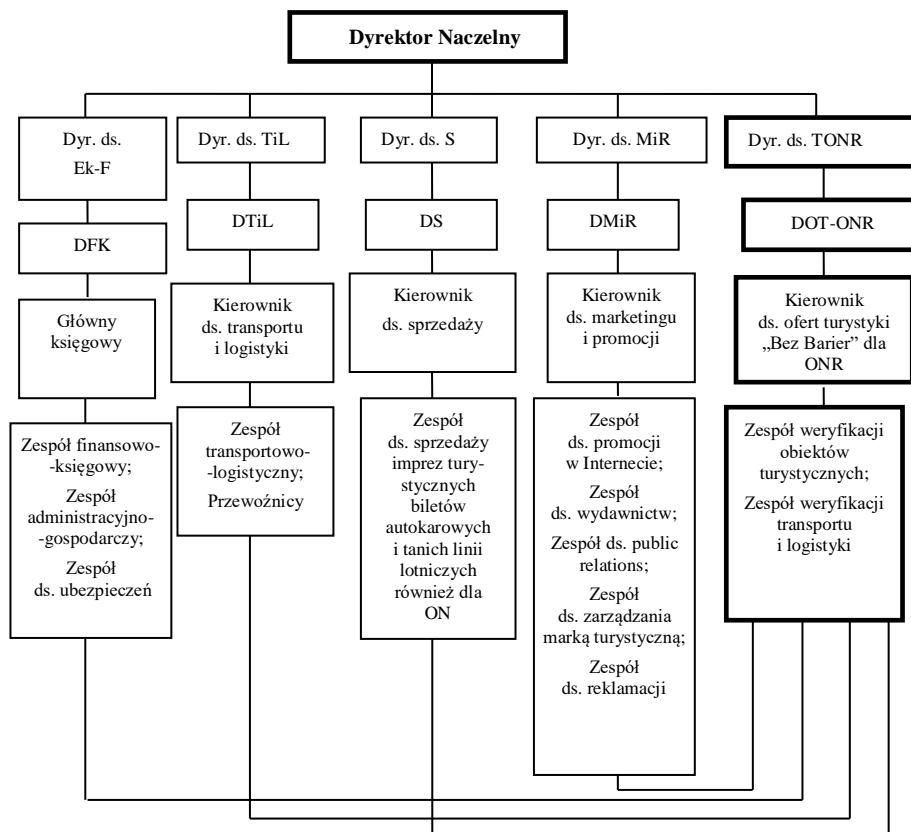 Dyrektor Naczelny
Dyr. ds.
Ek-F
DFK
Główny
księgowy
Zespół finansowo-
-księgowy;
Zespół
administracyjno-
-gospodarczy;
Zespół
ds. ubezpieczeń
Dyr. ds. TiL
DTiL
Kierownik
ds. transportu
i logistyki
Zespół
transportowo-
-logistyczny;
Przewoźnicy
Dyr. ds. S
DS
Kierownik
ds. sprzedaży
Zespół
ds. sprzedaży
imprez tury-
stycznych
biletów
autokarowych
i tanich linii
lotniczych
również dla
ON
Dyr. ds. MiR
DMiR
Kierownik
ds. marketingu
i promocji
Zespół
ds. promocji
w Internecie;
Zespół
ds. wydawnictw;
Zespół ds. public
relations;
Zespół
ds. zarządzania
marką turystyczną;
Zespół
ds. reklamacji
Dyr. ds. TONR
DOT-ONR
Kierownik
ds. ofert turystyki
„Bez Barier” dla
ONR
Zespół weryfikacji
obiektów
turystycznych;
Zespół weryfikacji
transportu
i logistyki